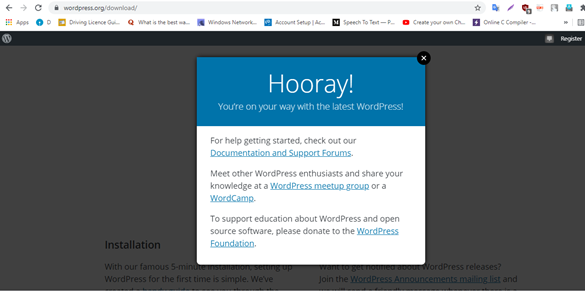 wordpress.org/download/
Apps
Driving Licence Guid...
What is the best wa...
Windows Network...
Account Setup | Ac...
Speech To Text — P...
Create your own Ch...
Online C Compiler -...
Register
Hooray!
You're on your way with the latest WordPress!
For help getting started, check out our
Documentation and Support Forums.
Meet other WordPress enthusiasts and share your
knowledge at a WordPress meetup group or a
WordCamp.
To support education about WordPress and open
source software, please donate to the WordPress
Foundation.
Installation
With our famous 5-minute installation, setting up
WordPress for the first time is simple. We've
Want to get notified about WordPress releases?
Join the WordPress Announcements mailing list and